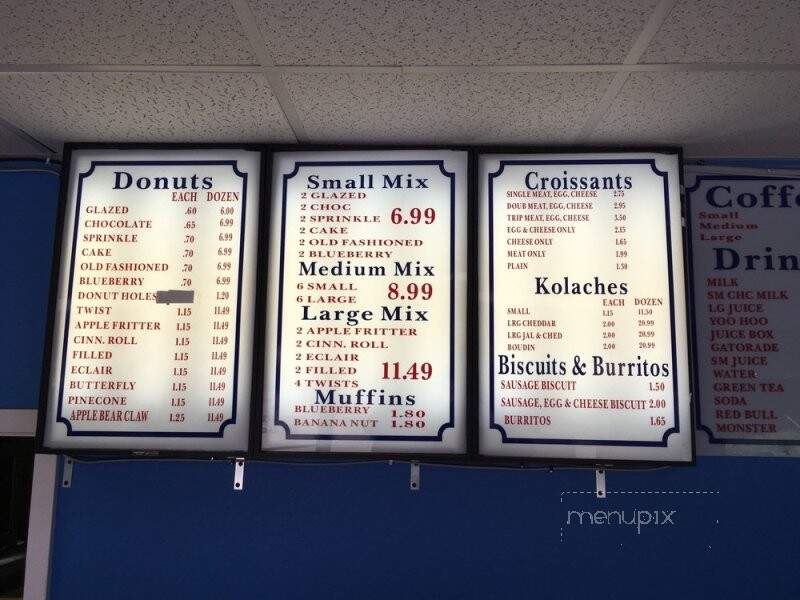 Donuts
EACH DOZEN
GLAZED .60 6.00
CHOCOLATE .65 6.99
SPRINKLE .70 6.99
CAKE .70 6.99
OLD FASHIONED .70 6.99
BLUEBERRY .70 6.99
DONUT HOLES 1.20
TWIST 1.15 11.49
APPLE FRITTER 1.15 11.49
CINN. ROLL 1.15 11.49
FILLED 1.15 11.49
ECLAIR 1.15 11.49
BUTTERFLY 1.15 11.49
PINECONE 1.15 11.49
APPLE BEAR CLAW 1.25 11.49
Small Mix
2 GLAZED
2 CHOC
2 SPRINKLE 6.99
2 CAKE
2 OLD FASHIONED
2 BLUEBERRY
Medium Mix
6 SMALL 8.99
6 LARGE
Large Mix
2 APPLE FRITTER
2 CINN. ROLL
2 ECLAIR
2 FILLED 11.49
4 TWISTS
Muffins
BLUEBERRY 1.80
BANANA NUT 1.80
Croissants
SINGLE MEAT, EGG, CHEESE 2.75
DOUB MEAT, EGG, CHEESE 2.95
TRIP MEAT, EGG, CHEESE 3.50
EGG & CHEESE ONLY 2.15
CHEESE ONLY 1.65
MEAT ONLY 1.99
PLAIN 1.50
Kolaches
EACH DOZEN
SMALL 1.15 11.50
LRG CHEDDAR 2.00 20.99
LRG JAL & CHED 2.00 20.99
BOUDIN 2.00 20.99
Biscuits & Burritos
SAUSAGE BISCUIT 1.50
SAUSAGE, EGG & CHEESE BISCUIT 2.00
BURRITOS 1.65
Coffe
Small
Medium
Large
Drin
MILK
SM CHC MILK
LG JUICE
YOO HOO
JUICE BOX
GATORADE
SM JUICE
WATER
GREEN TEA
SODA
RED BULL
MONSTER
menupix